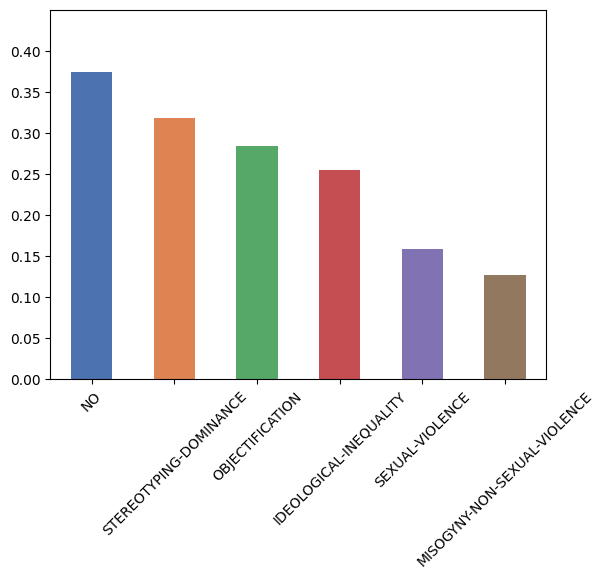 0.40
0.35
0.30
0.25
0.20
0.15
0.10
0.05
0.00
NO
STEREOTYPING-DOMINANCE
OBJECTIFICATION
IDEOLOGICAL-INEQUALITY
SEXUAL-VIOLENCE
MISOGYNY-NON-SEXUAL-VIOLENCE